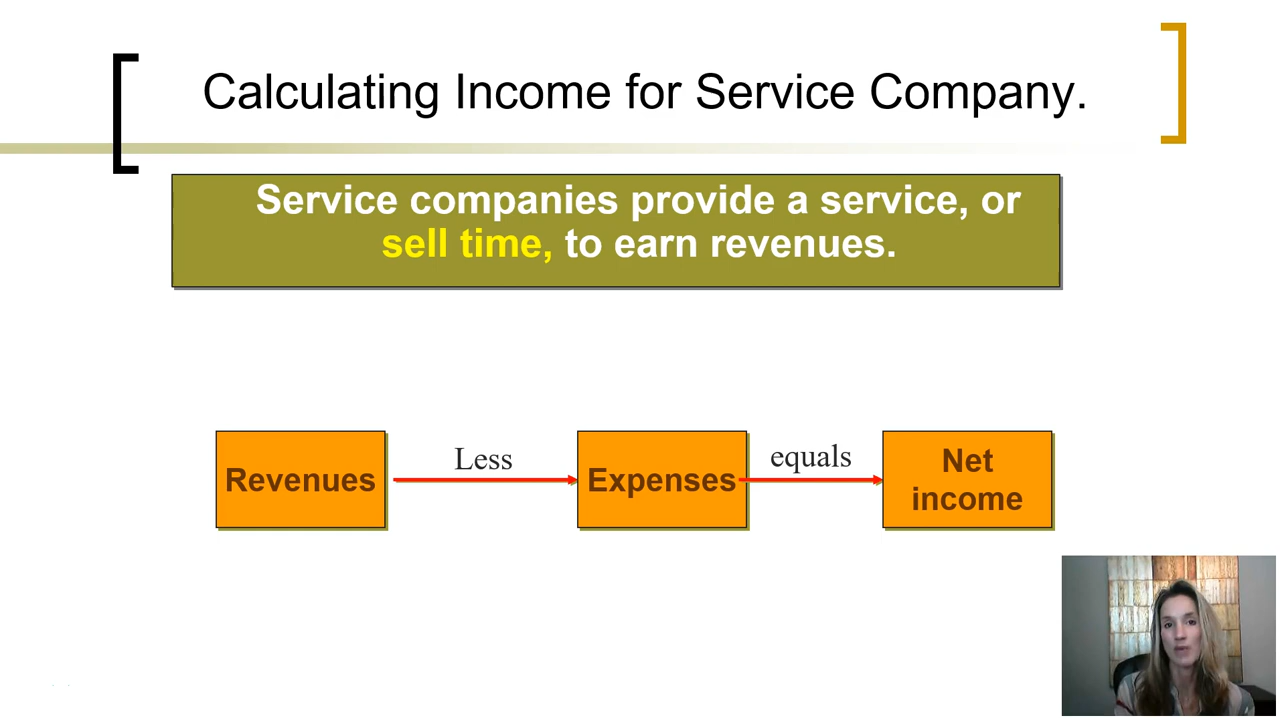 Calculating Income for Service Company.
Service companies provide a service, or
sell time, to earn revenues.
Revenues
Less
Expenses
equals
Net
income